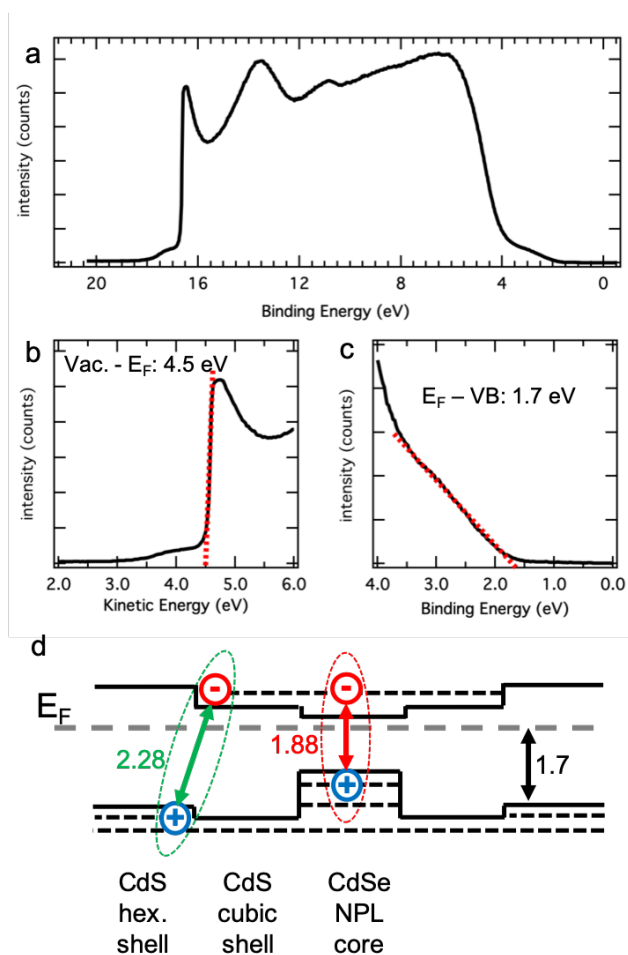 a
intensity (counts)
20 16 12 8 4 0
Binding Energy (eV)
b
Vac. - EF: 4.5 eV
intensity (counts)
2.0 3.0 4.0 5.0 6.0
Kinetic Energy (eV)
c
EF – VB: 1.7 eV
intensity (counts)
4.0 3.0 2.0 1.0 0.0
Binding Energy (eV)
d
EF
- -
2.28 1.88 1.7
+ +
CdS CdS CdSe
hex. cubic NPL
shell shell core